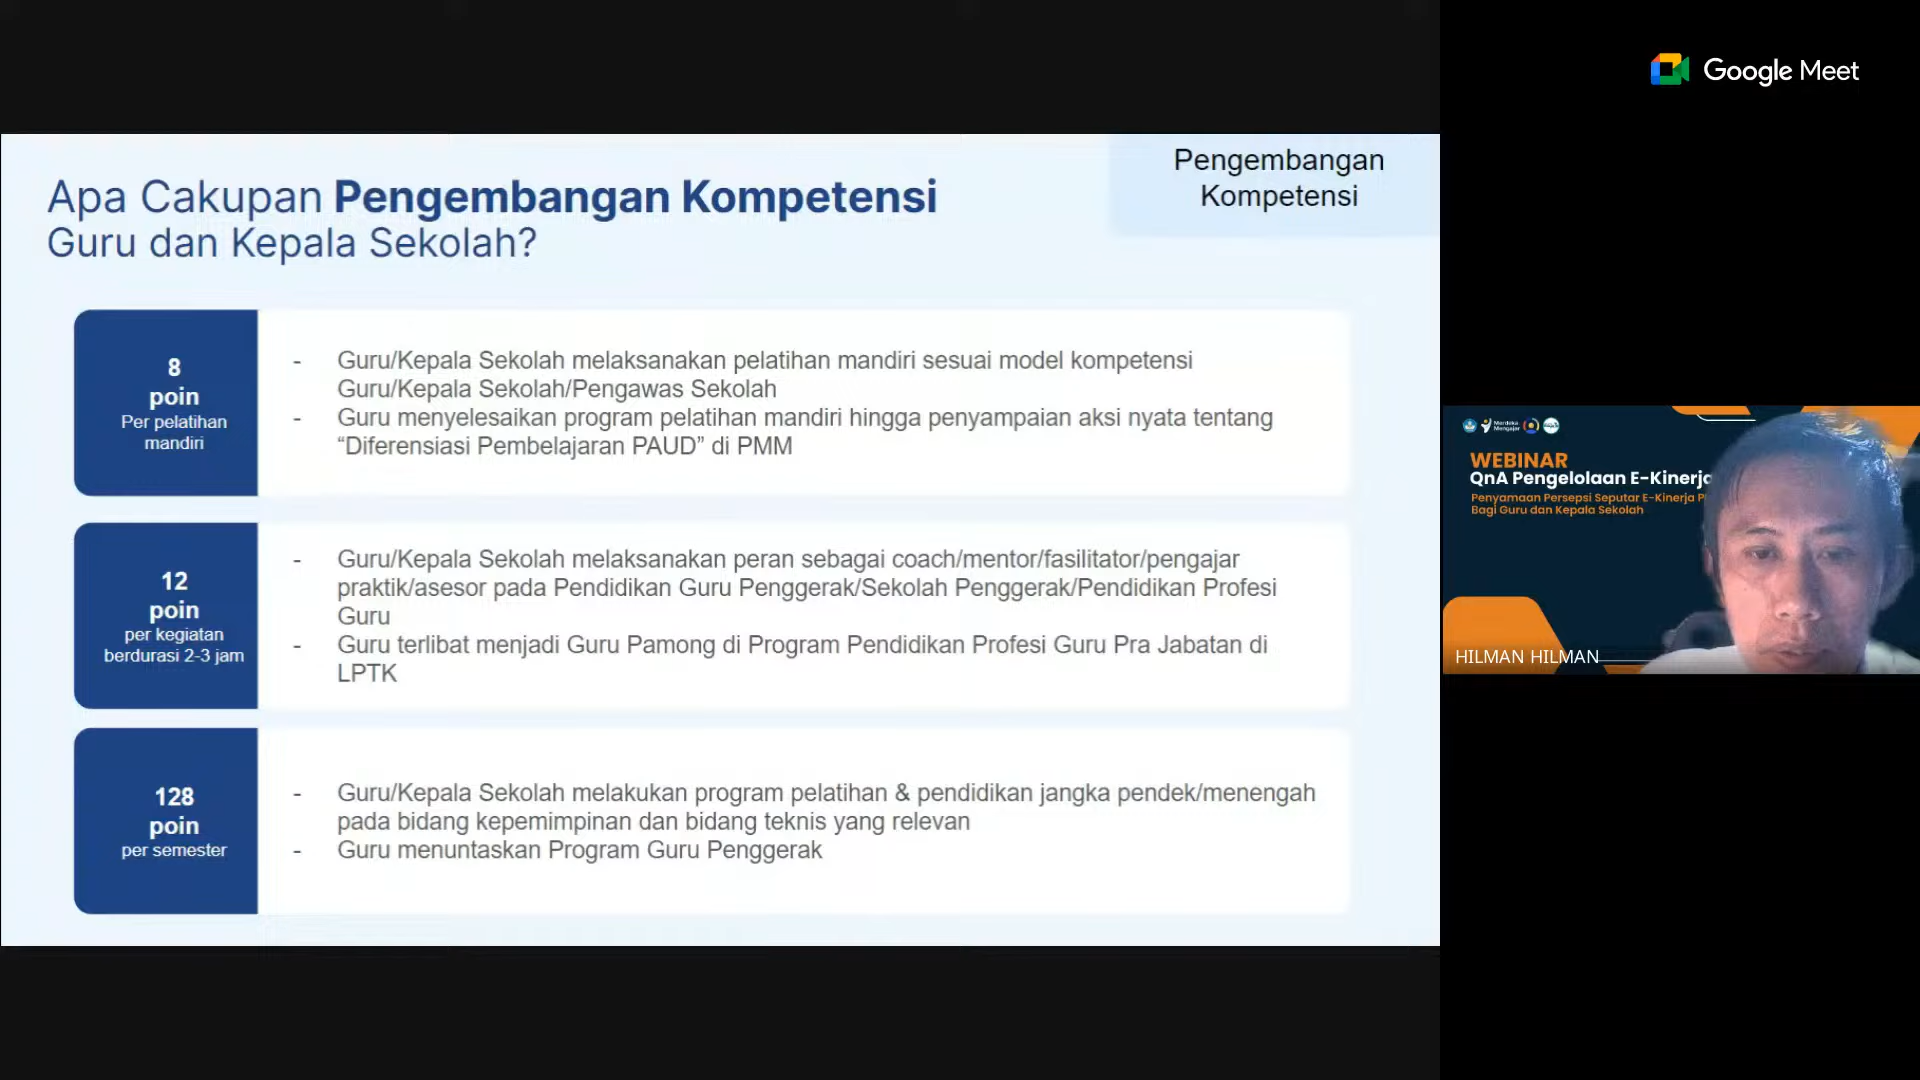 Google Meet
Pengembangan
Kompetensi
Apa Cakupan Pengembangan Kompetensi
Guru dan Kepala Sekolah?
8
poin
Per pelatihan
mandiri
- Guru/Kepala Sekolah melaksanakan pelatihan mandiri sesuai model kompetensi
Guru/Kepala Sekolah/Pengawas Sekolah
- Guru menyelesaikan program pelatihan mandiri hingga penyampaian aksi nyata tentang
“Diferensiasi Pembelajaran PAUD” di PMM
12
poin
per kegiatan
berdurasi 2-3 jam
- Guru/Kepala Sekolah melaksanakan peran sebagai coach/mentor/fasilitator/pengajar
praktik/asesor pada Pendidikan Guru Penggerak/Sekolah Penggerak/Pendidikan Profesi
Guru
- Guru terlibat menjadi Guru Pamong di Program Pendidikan Profesi Guru Pra Jabatan di
LPTK
128
poin
per semester
- Guru/Kepala Sekolah melakukan program pelatihan & pendidikan jangka pendek/menengah
pada bidang kepemimpinan dan bidang teknis yang relevan
- Guru menuntaskan Program Guru Penggerak
Merdeka
Mengajar
WEBINAR
QnA Pengelolaan E-Kinerja
Penyamaan Persepsi Seputar E-Kinerja
Bagi Guru dan Kepala Sekolah
HILMAN HILMAN